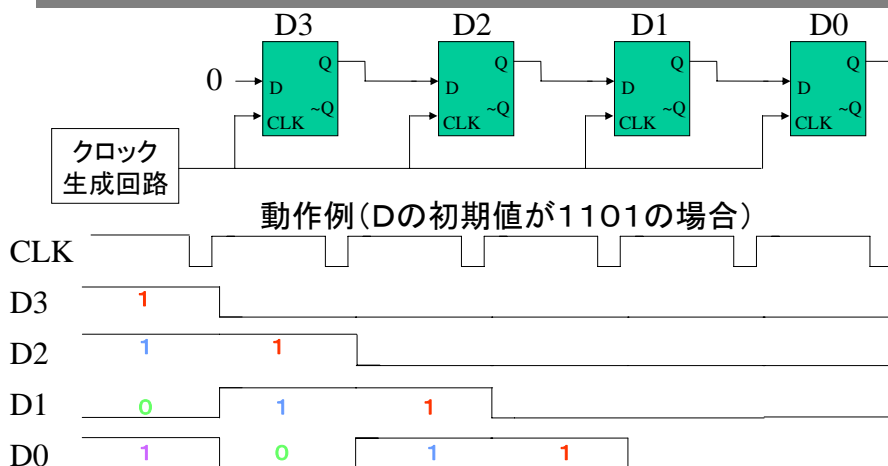 D3 D2 D1 D0
Q Q Q Q
0 D D D D
~Q ~Q ~Q ~Q
CLK CLK CLK CLK
クロック
生成回路
動作例(Dの初期値が1101の場合)
CLK
D3 1
D2 1 1
D1 0 1 1
D0 1 0 1 1